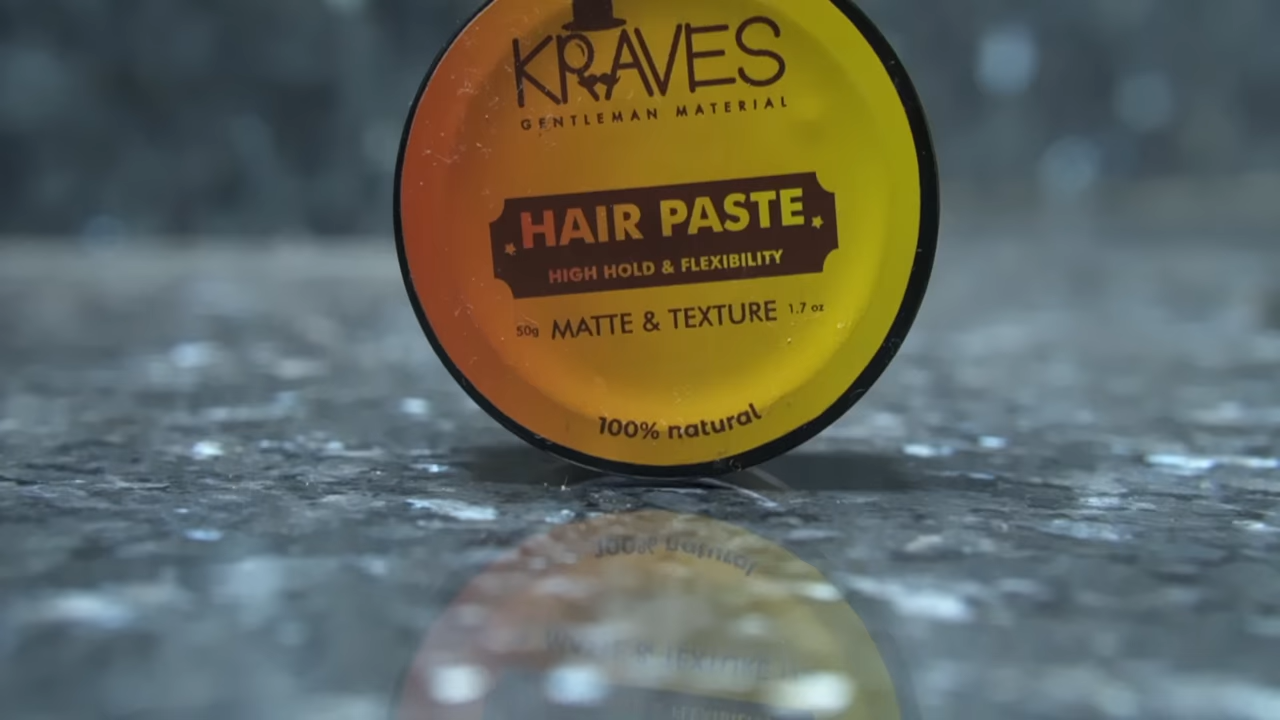 KRAVES
GENTLEMAN MATERIAL
HAIR PASTE
HIGH HOLD & FLEXIBILITY
50g MATTE & TEXTURE 1.7 oz
100% natural